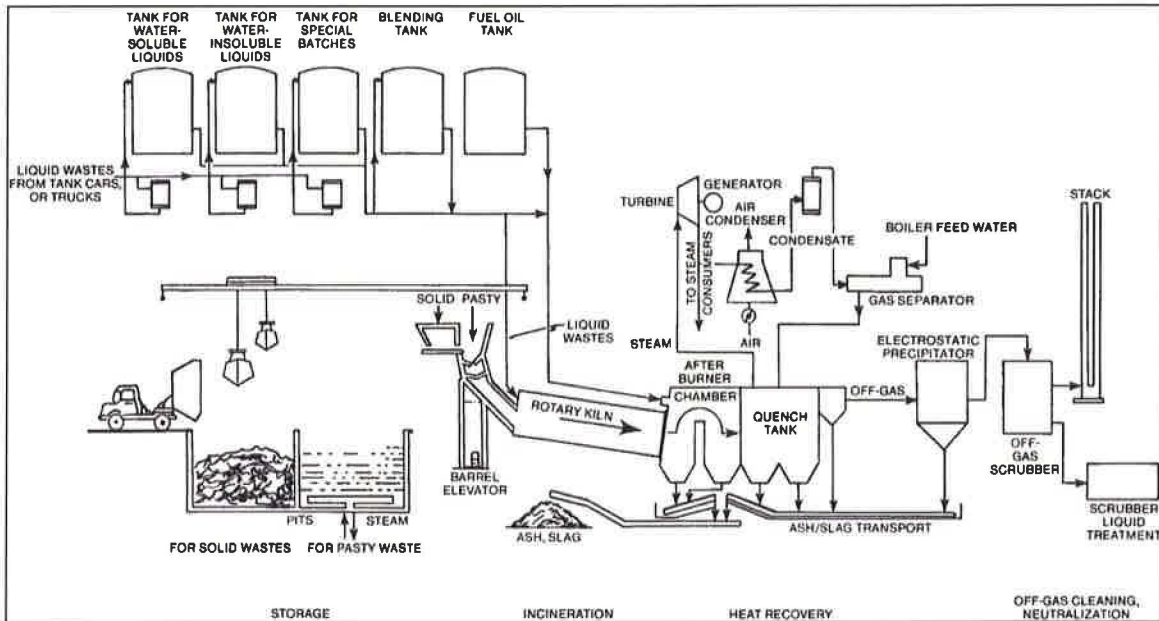 TANK FOR
WATER-
SOLUBLE
LIQUIDS
TANK FOR
WATER-
INSOLUBLE
LIQUIDS
TANK FOR
SPECIAL
BATCHES
BLENDING
TANK
FUEL OIL
TANK
LIQUID WASTES
FROM TANK CARS,
OR TRUCKS
TURBINE
GENERATOR
AIR
CONDENSER
CONDENSATE
STACK
BOILER FEED WATER
GAS SEPARATOR
TO STEAM
CONSUMERS
AIR
STEAM
SOLID
PASTY
LIQUID
WASTES
ELECTROSTATIC
PRECIPITATOR
AFTER
BURNER
CHAMBER
OFF-GAS
ROTARY KILN
QUENCH
TANK
OFF-
GAS
SCRUBBER
BARREL
ELEVATOR
SCRUBBER
LIQUID
TREATMENT
PITS
STEAM
ASH, SLAG
ASH/SLAG TRANSPORT
FOR SOLID WASTES
FOR PASTY WASTE
STORAGE
INCINERATION
HEAT RECOVERY
OFF-GAS CLEANING,
NEUTRALIZATION